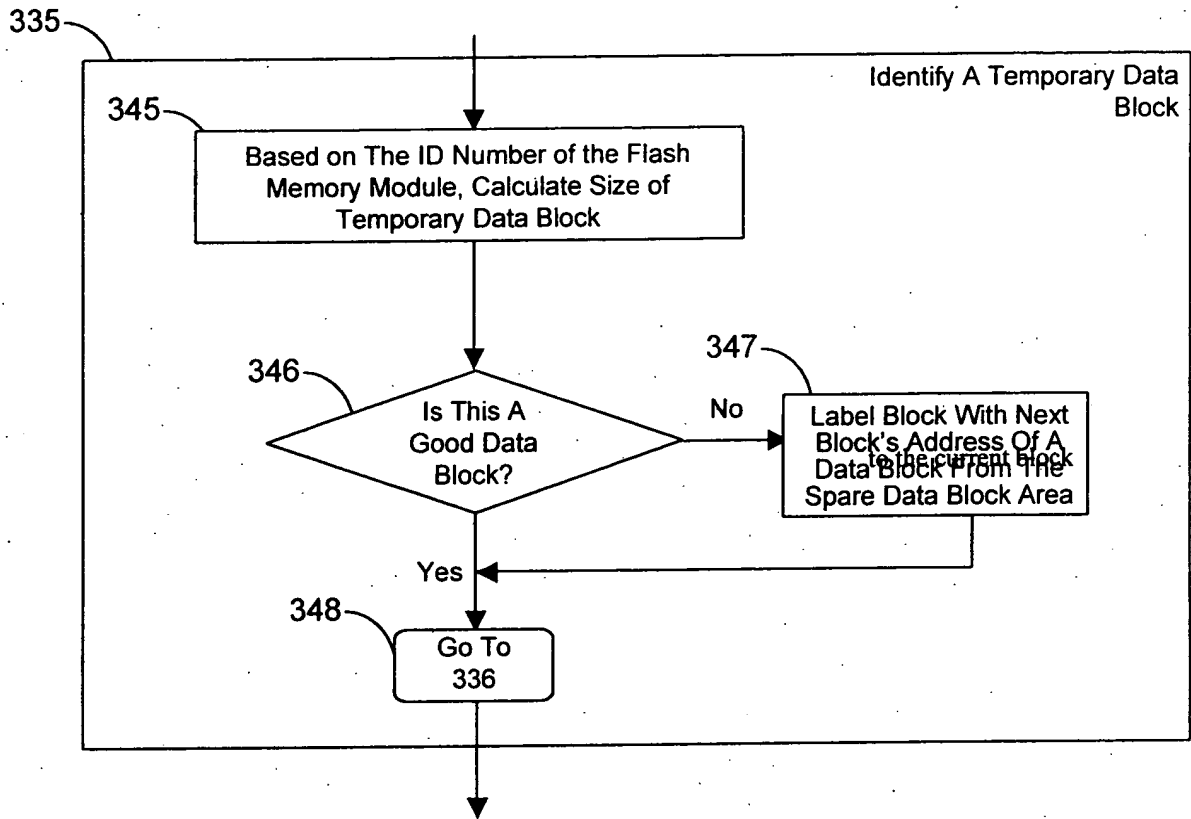 335
Identify A Temporary Data
Block
345
Based on The ID Number of the Flash
Memory Module, Calculate Size of
Temporary Data Block
346
Is This A
Good Data
Block?
No
347
Label Block With Next
Block's Address Of A
to the current block
Data Block From The
Spare Data Block Area
Yes
348
Go To
336